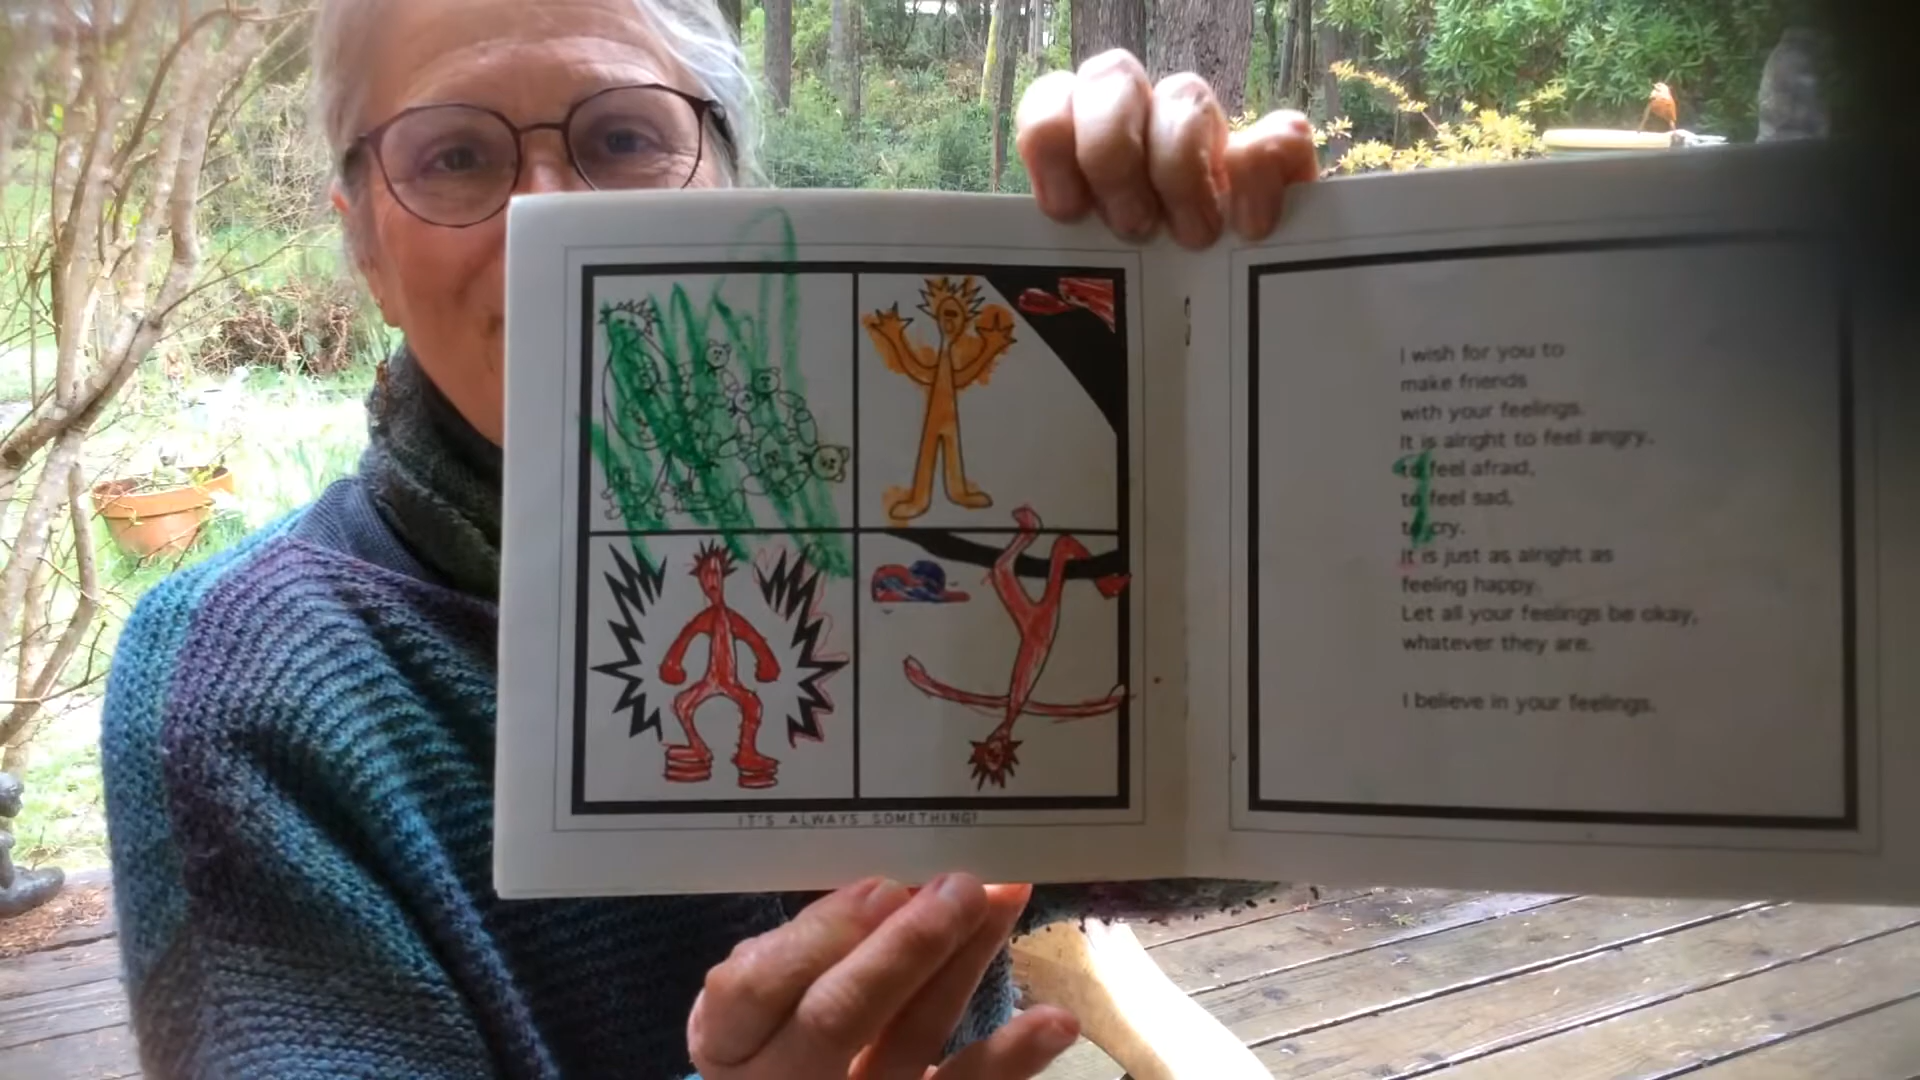 IT'S ALWAYS SOMETHING!
I wish for you to
make friends
with your feelings.
It is alright to feel angry,
to feel afraid,
to feel sad,
to cry.
It is just as alright as
feeling happy.
Let all your feelings be okay,
whatever they are.
I believe in your feelings.